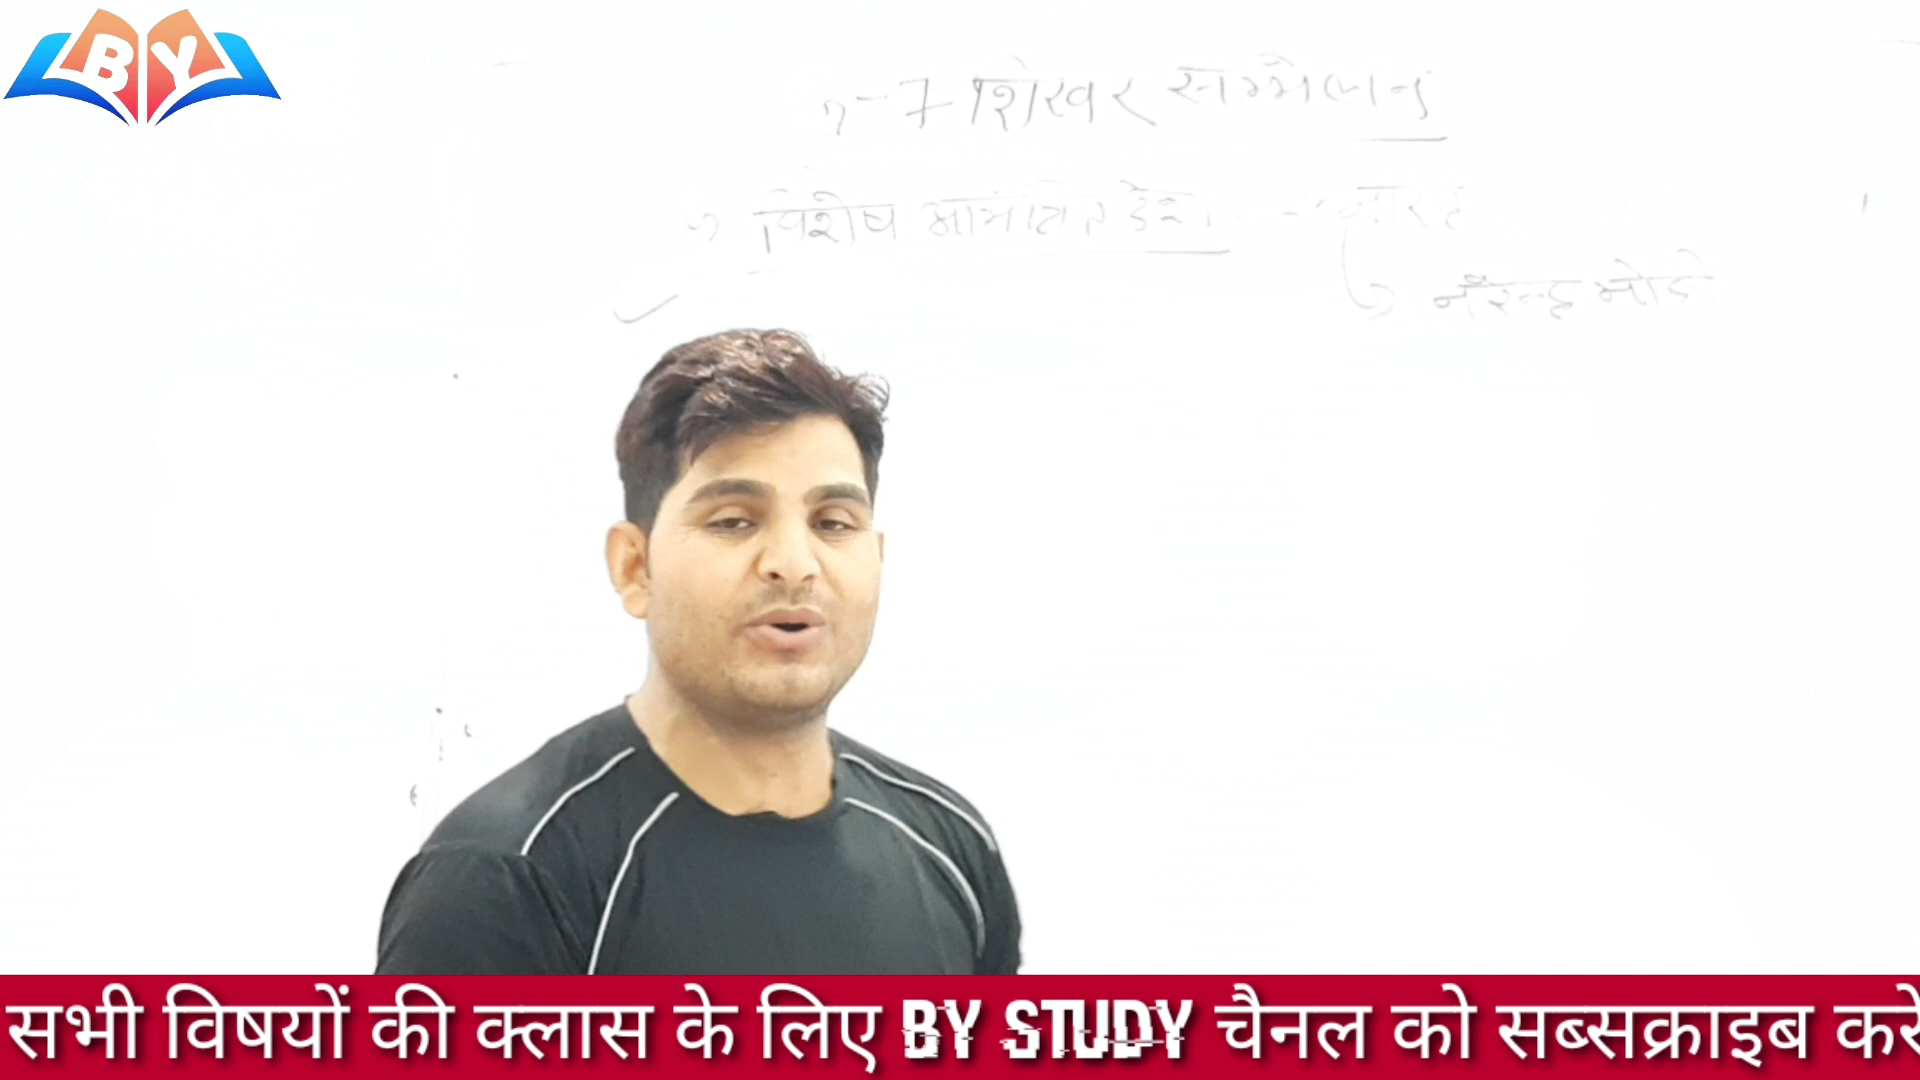 BY
-7 शिखर सम्मेलन
विशेष आमंत्रित देश - भारत
नरेन्द्र मोदी
सभी विषयों की क्लास के लिए BY STUDY चैनल को सब्सक्राइब करे